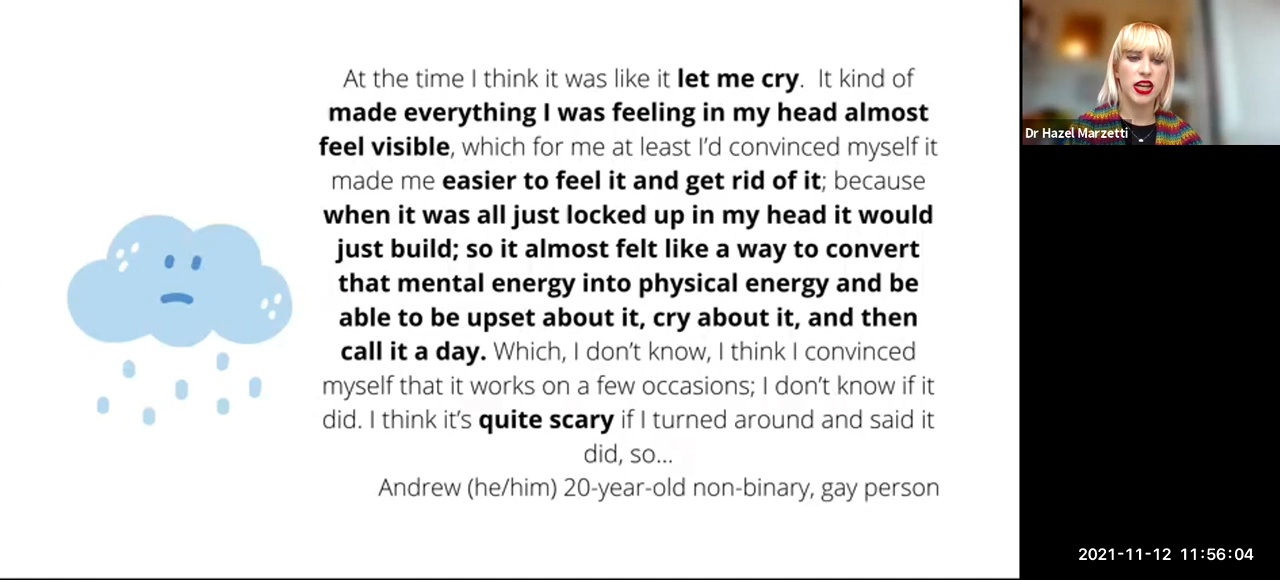 At the time I think it was like it let me cry.  It kind of
made everything I was feeling in my head almost
feel visible, which for me at least I’d convinced myself it
made me easier to feel it and get rid of it; because
when it was all just locked up in my head it would
just build; so it almost felt like a way to convert
that mental energy into physical energy and be
able to be upset about it, cry about it, and then
call it a day. Which, I don’t know, I think I convinced
myself that it works on a few occasions; I don’t know if it
did. I think it’s quite scary if I turned around and said it
did, so...
Andrew (he/him) 20-year-old non-binary, gay person
Dr Hazel Marzetti
2021-11-12 11:56:04